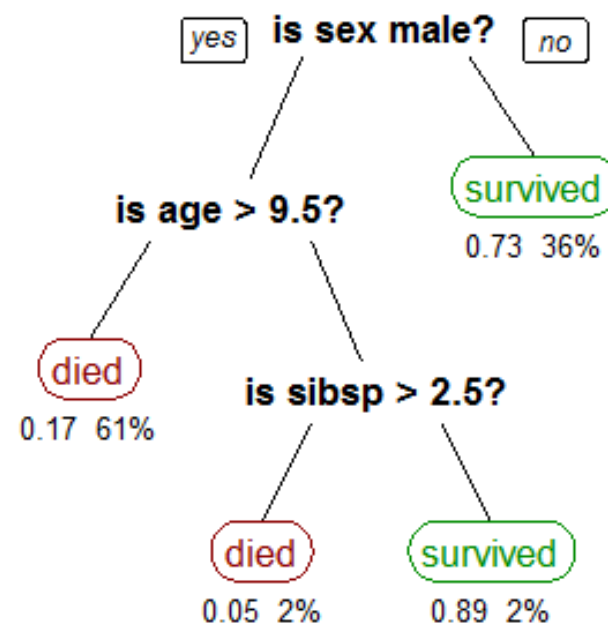 yes is sex male? no
is age > 9.5?
survived
0.73 36%
died
0.17 61%
is sibsp > 2.5?
died
0.05 2%
survived
0.89 2%